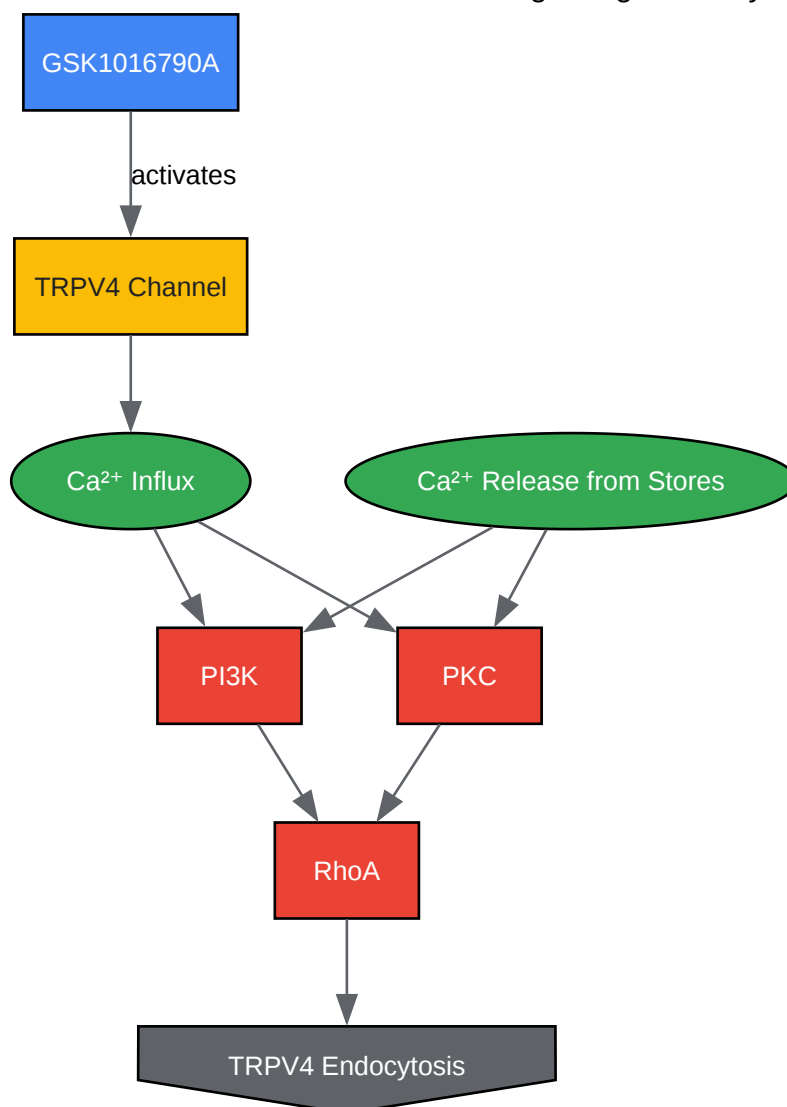 GSK1016790A
activates
TRPV4 Channel
Ca²⁺ Influx
Ca²⁺ Release from Stores
PI3K
PKC
RhoA
TRPV4 Endocytosis